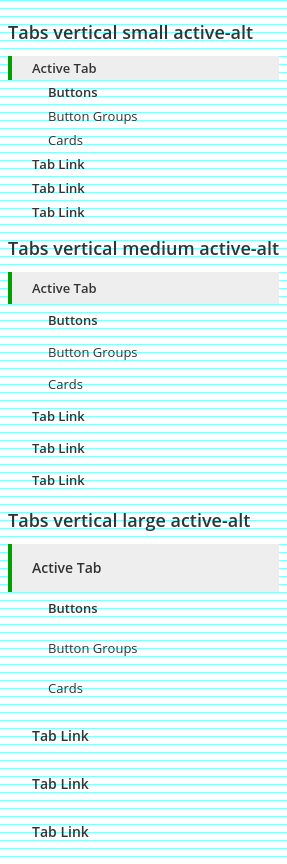 Tabs vertical small active-alt
Active Tab
Buttons
Button Groups
Cards
Tab Link
Tab Link
Tab Link
Tabs vertical medium active-alt
Active Tab
Buttons
Button Groups
Cards
Tab Link
Tab Link
Tab Link
Tabs vertical large active-alt
Active Tab
Buttons
Button Groups
Cards
Tab Link
Tab Link
Tab Link